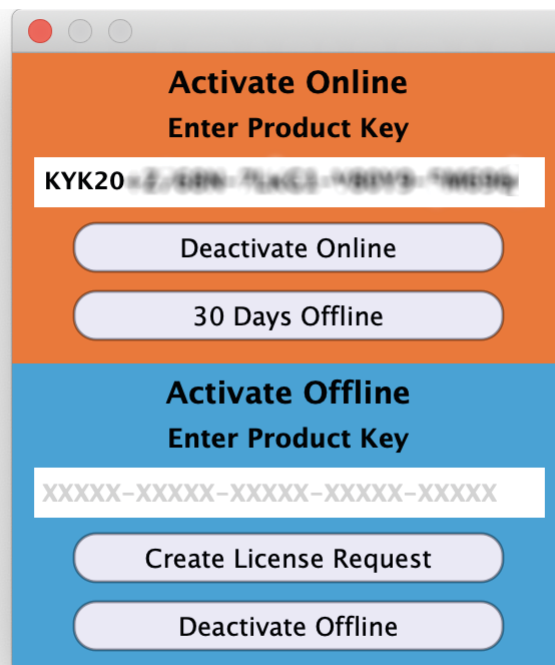 Activate Online
Enter Product Key
KYK20
Deactivate Online
30 Days Offline
Activate Offline
Enter Product Key
XXXXX-XXXXX-XXXXX-XXXXX-XXXXX
Create License Request
Deactivate Offline